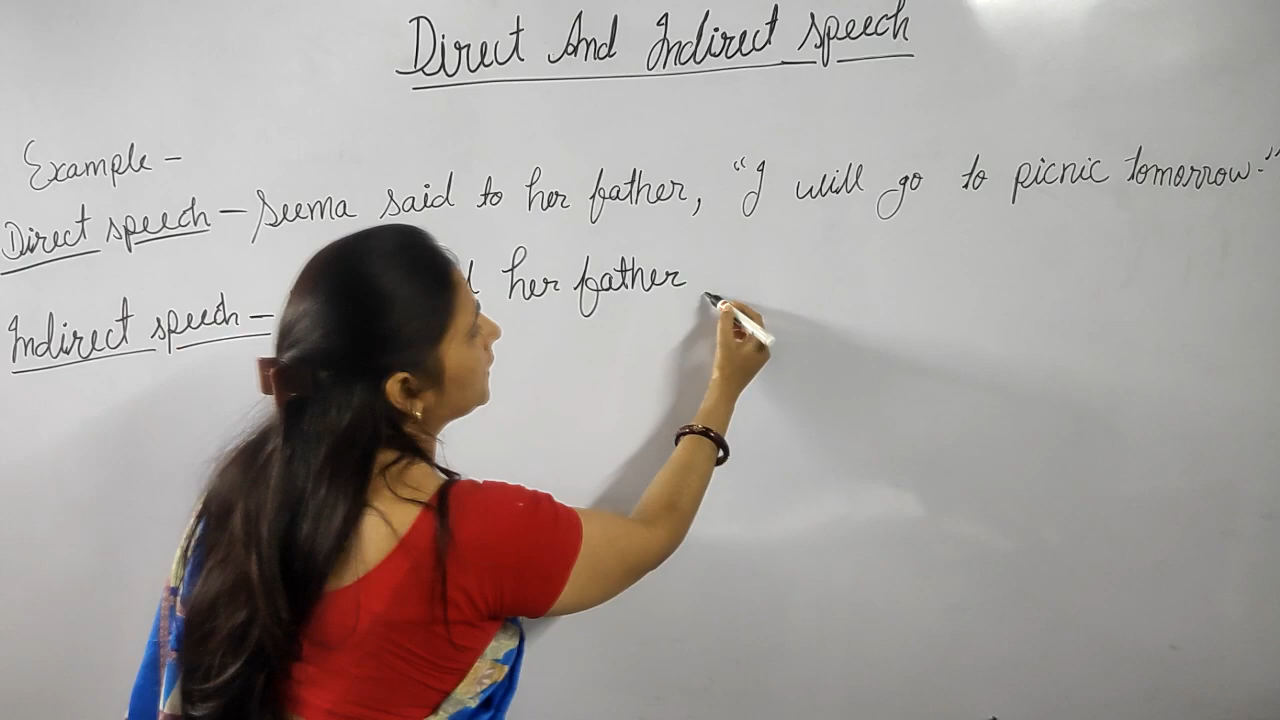 Direct And Indirect speech
Example -
Direct speech - Seema said to her father, "I will go to picnic tomorrow."
Indirect speech - her father